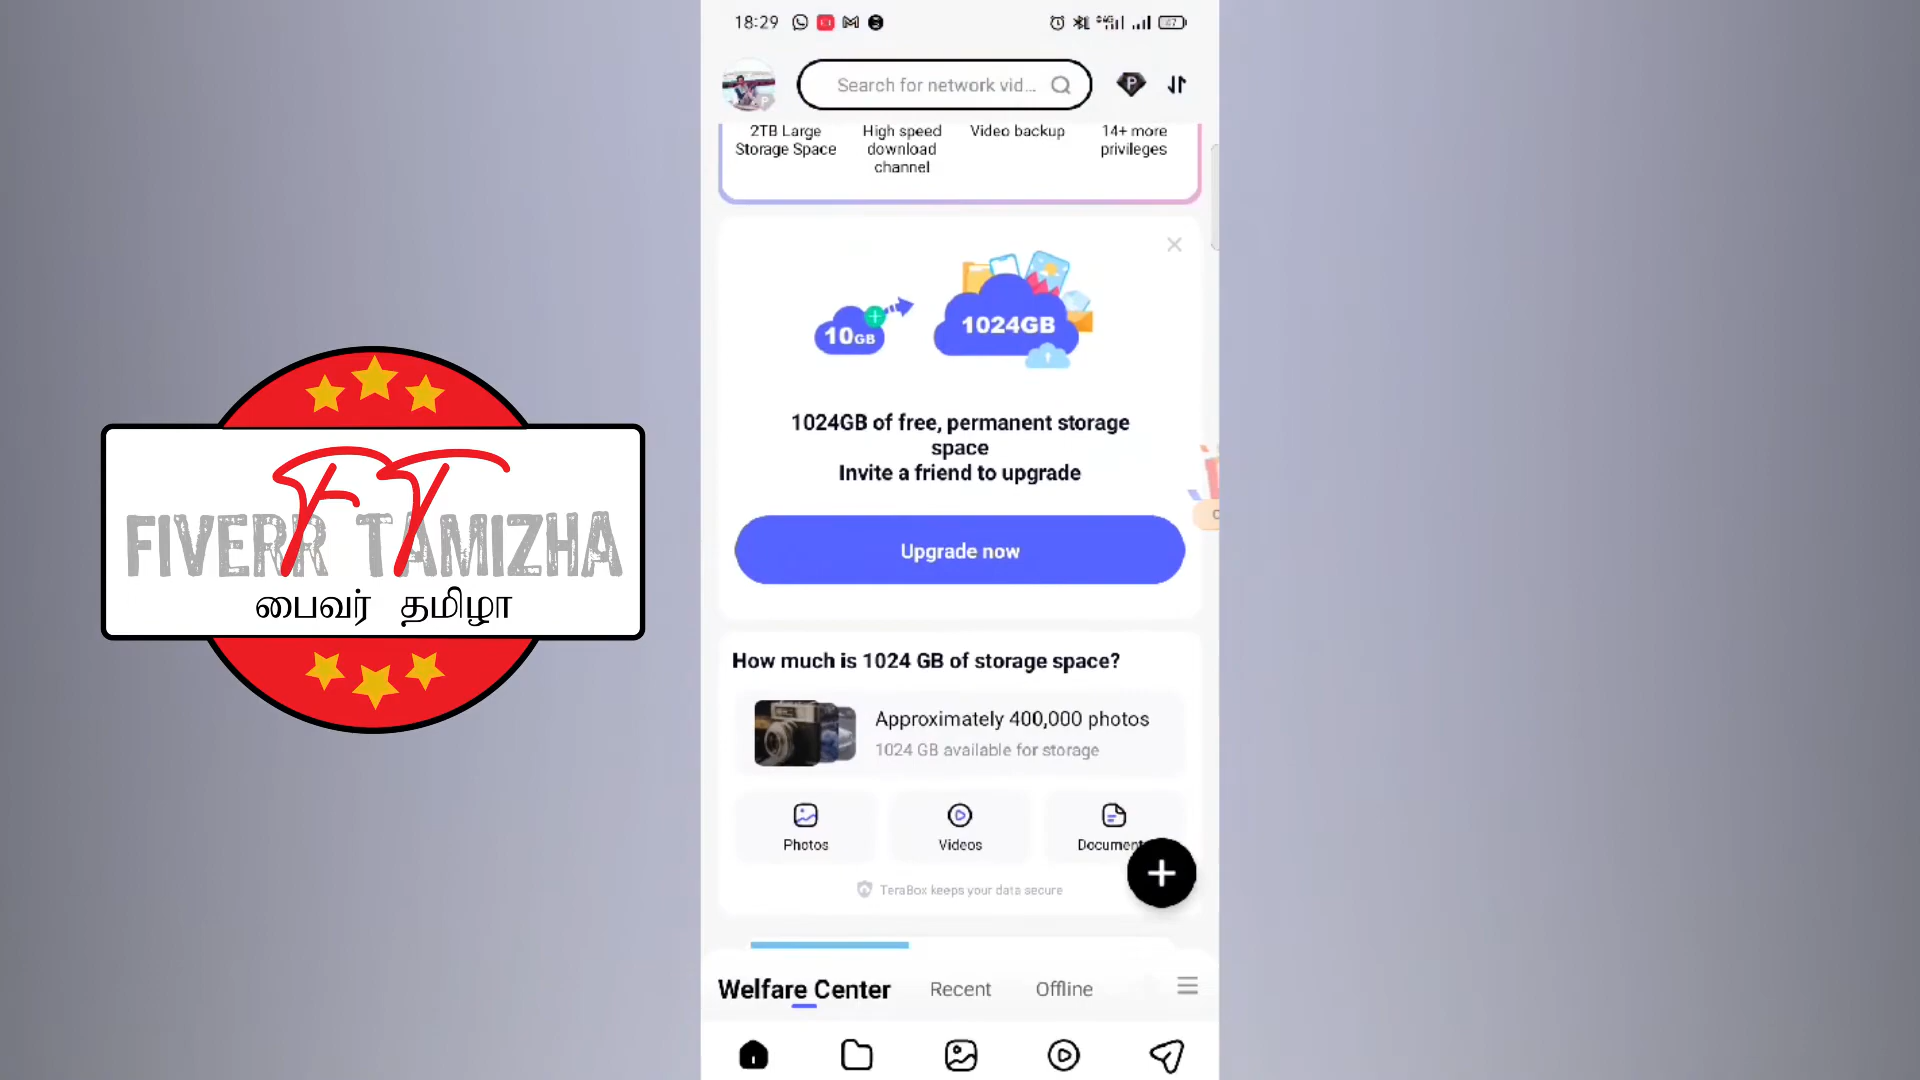 18:29
47
Search for network vid...
P
P
2TB Large
Storage Space
High speed
download
channel
Video backup
14+ more
privileges
10GB
1024GB
1024GB of free, permanent storage
space
Invite a friend to upgrade
Upgrade now
How much is 1024 GB of storage space?
Approximately 400,000 photos
1024 GB available for storage
Photos
Videos
Document
TeraBox keeps your data secure
Welfare Center
Recent
Offline
FT
FIVERR TAMIZHA
பைவர் தமிழா